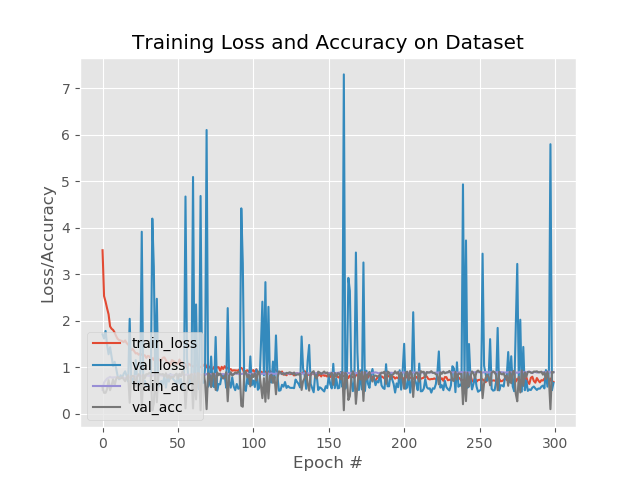 Training Loss and Accuracy on Dataset
Loss/Accuracy
7
6
5
4
3
2
1
0
train_loss
val_loss
train_acc
val_acc
0 50 100 150 200 250 300
Epoch #